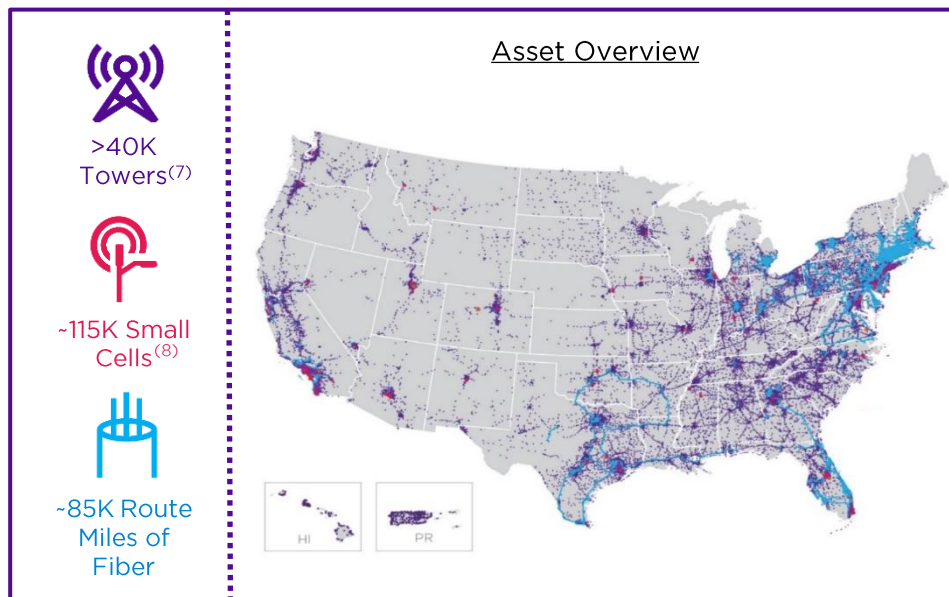 Asset Overview
>40K
Towers(7)
~115K Small
Cells(8)
~85K Route
Miles of
Fiber
HI
PR